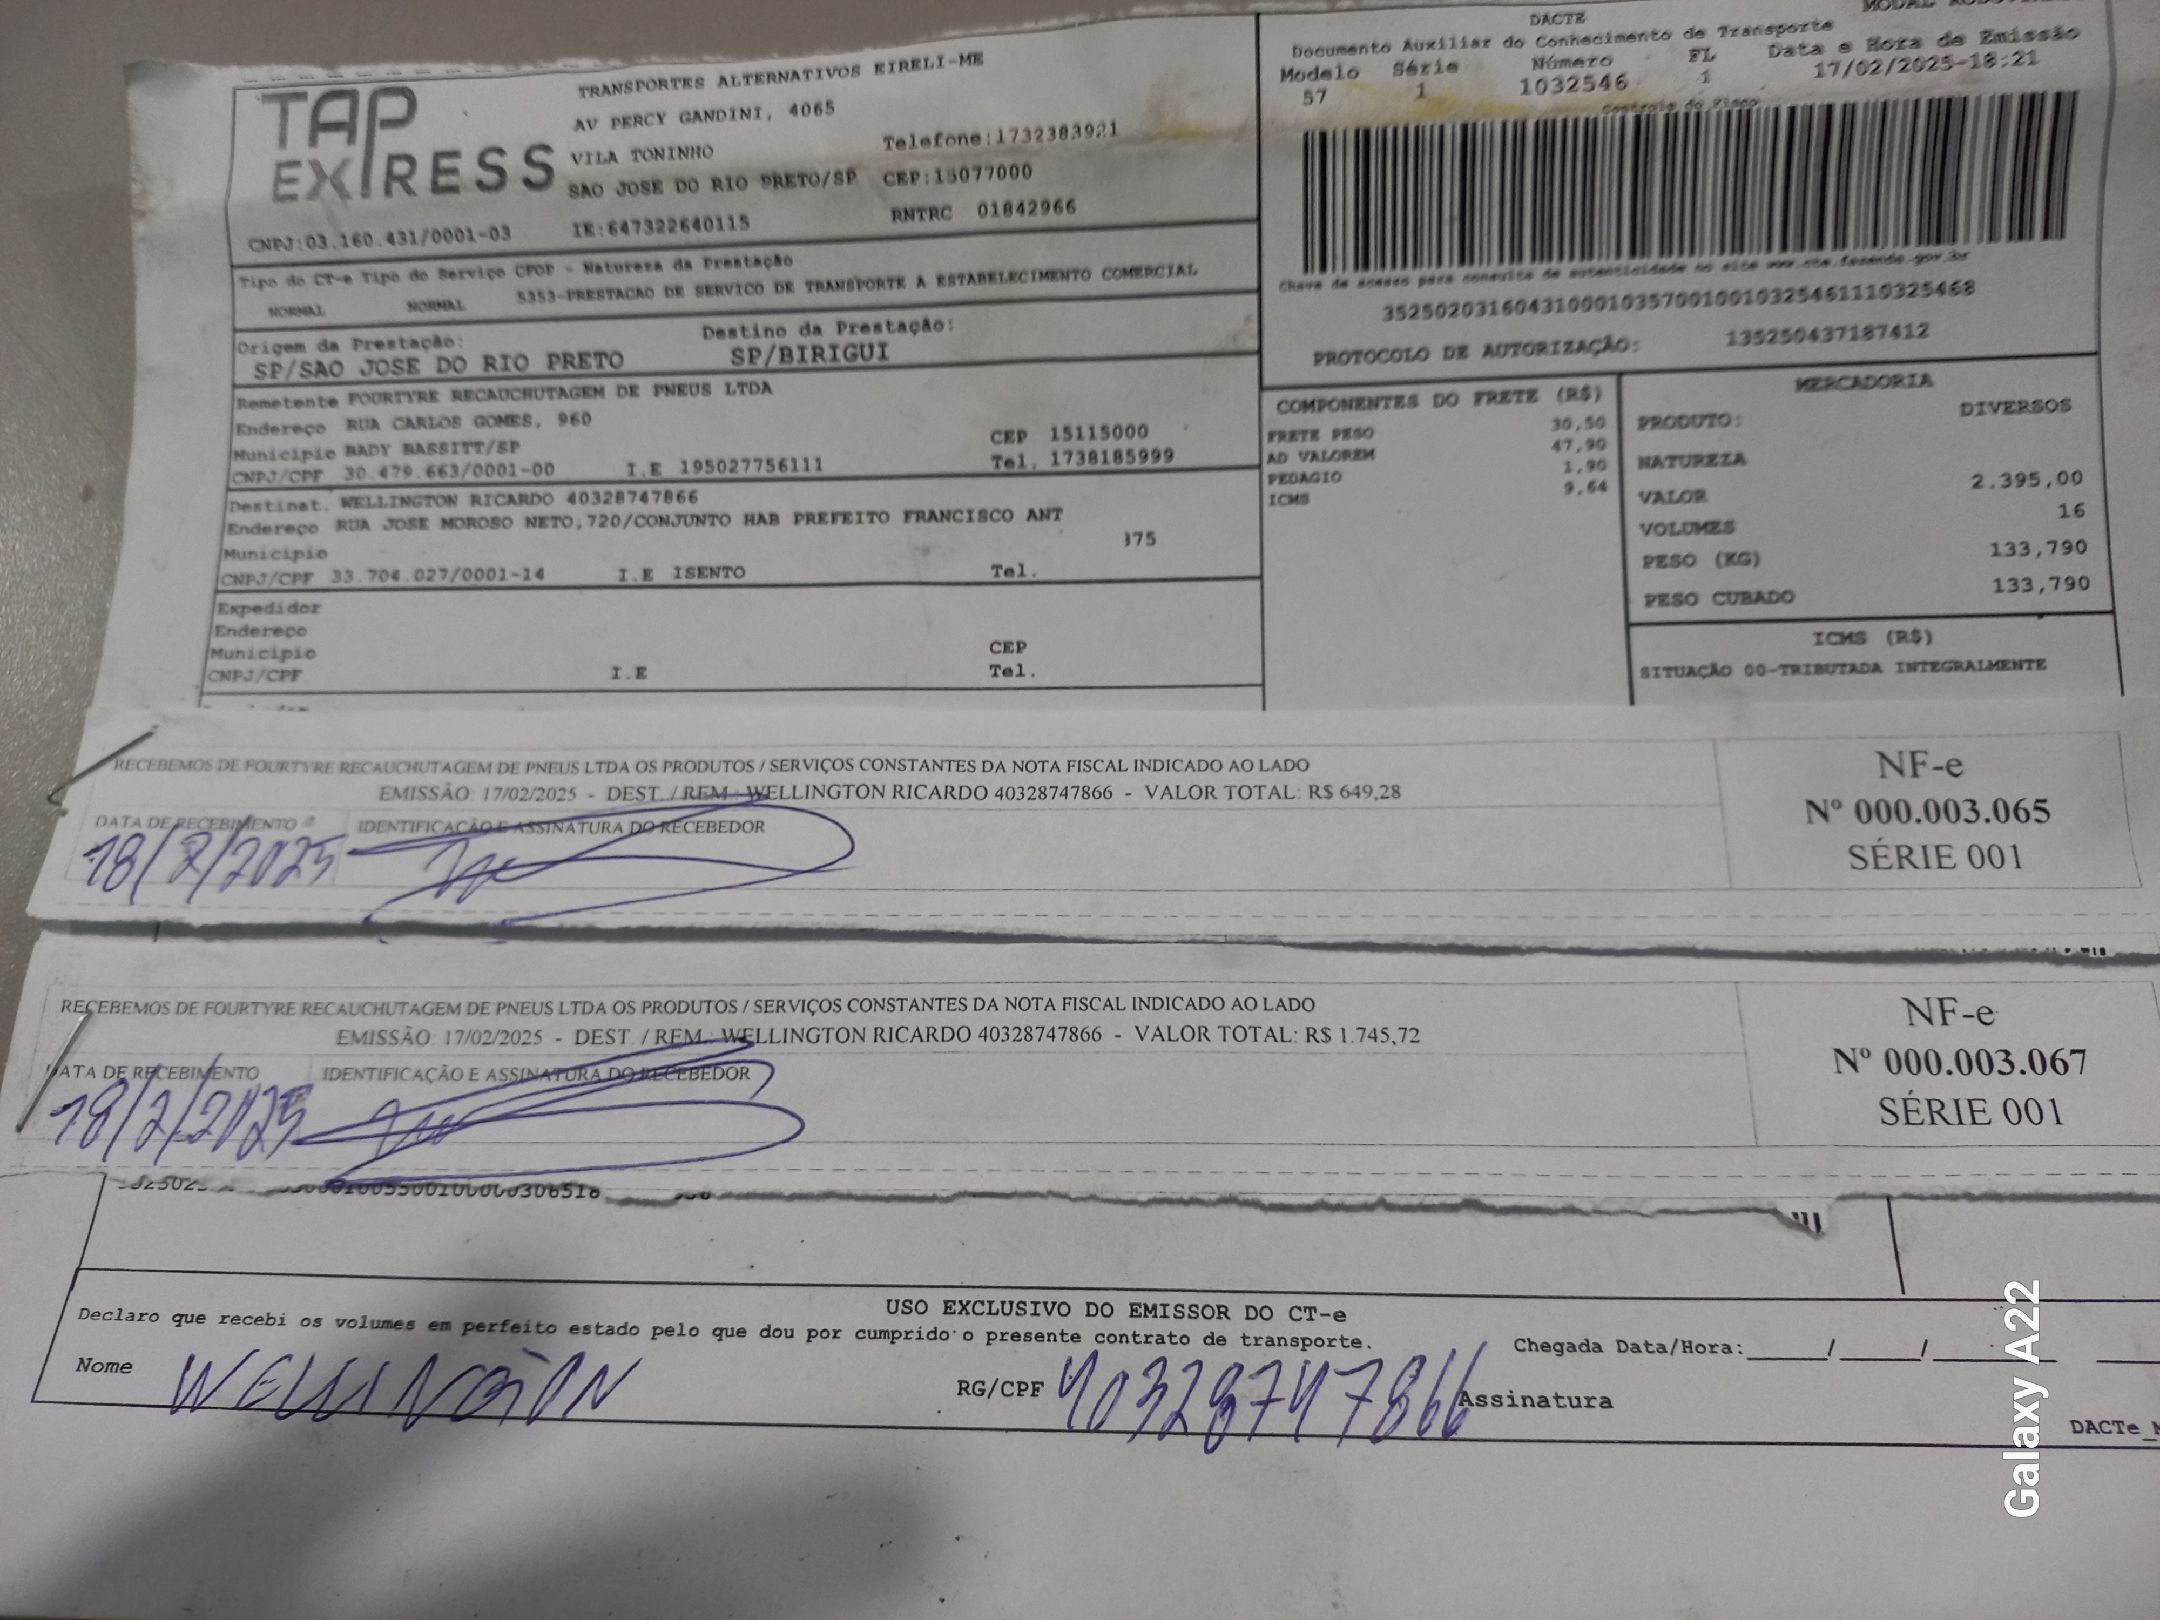 TAP EXPRESS
TRANSPORTES ALTERNATIVOS EIRELI-ME
AV PERCY GANDINI, 4065
VILA TONINHO Telefone:1732383921
SAO JOSE DO RIO PRETO/SP CEP:15077000
CNPJ:03.160.431/0001-03 IE:647322640115 RNTRC 01842966
DACTE
Documento Auxiliar do Conhecimento de Transporte
Modelo Série Número FL Data e Hora de Emissão
57 1 1032546 1 17/02/2025-18:21
Controle do Fisco
Chave de acesso para consulta de autenticidade no site www.cte.fazenda.gov.br
35250203160431000103570010010325461110325468
PROTOCOLO DE AUTORIZAÇÃO: 135250437187412
Tipo do CT-e Tipo do Serviço CFOP - Natureza da Prestação
NORMAL NORMAL 5353-PRESTACAO DE SERVICO DE TRANSPORTE A ESTABELECIMENTO COMERCIAL
Origem da Prestação: Destino da Prestação:
SP/SAO JOSE DO RIO PRETO SP/BIRIGUI
Remetente FOURTYRE RECAUCHUTAGEM DE PNEUS LTDA
Endereço RUA CARLOS GOMES, 960
Municipio BADY BASSITT/SP CEP 15115000
CNPJ/CPF 30.479.663/0001-00 I.E 195027756111 Tel. 1738185999
Destinat. WELLINGTON RICARDO 40328747866
Endereço RUA JOSE MOROSO NETO,720/CONJUNTO HAB PREFEITO FRANCISCO ANT
Municipio 375
CNPJ/CPF 33.704.027/0001-14 I.E ISENTO Tel.
Expedidor
Endereço
Municipio CEP
CNPJ/CPF I.E Tel.
COMPONENTES DO FRETE (R$)
FRETE PESO 30,50
AD VALOREM 47,90
PEDAGIO 1,90
ICMS 9,64
MERCADORIA
PRODUTO: DIVERSOS
NATUREZA
VALOR 2.395,00
VOLUMES 16
PESO (KG) 133,790
PESO CUBADO 133,790
ICMS (R$)
SITUAÇÃO 00-TRIBUTADA INTEGRALMENTE
RECEBEMOS DE FOURTYRE RECAUCHUTAGEM DE PNEUS LTDA OS PRODUTOS / SERVIÇOS CONSTANTES DA NOTA FISCAL INDICADO AO LADO
EMISSÃO: 17/02/2025 - DEST. / REM.: WELLINGTON RICARDO 40328747866 - VALOR TOTAL: R$ 649,28
DATA DE RECEBIMENTO IDENTIFICAÇÃO E ASSINATURA DO RECEBEDOR
18/2/2025
NF-e
Nº 000.003.065
SÉRIE 001
RECEBEMOS DE FOURTYRE RECAUCHUTAGEM DE PNEUS LTDA OS PRODUTOS / SERVIÇOS CONSTANTES DA NOTA FISCAL INDICADO AO LADO
EMISSÃO: 17/02/2025 - DEST. / REM.: WELLINGTON RICARDO 40328747866 - VALOR TOTAL: R$ 1.745,72
DATA DE RECEBIMENTO IDENTIFICAÇÃO E ASSINATURA DO RECEBEDOR
18/2/2025
NF-e
Nº 000.003.067
SÉRIE 001
USO EXCLUSIVO DO EMISSOR DO CT-e
Declaro que recebi os volumes em perfeito estado pelo que dou por cumprido o presente contrato de transporte.
Chegada Data/Hora:_____/_____/_____
Nome WELLINGTON RG/CPF 40328747866 Assinatura
DACTe_
Galaxy A22